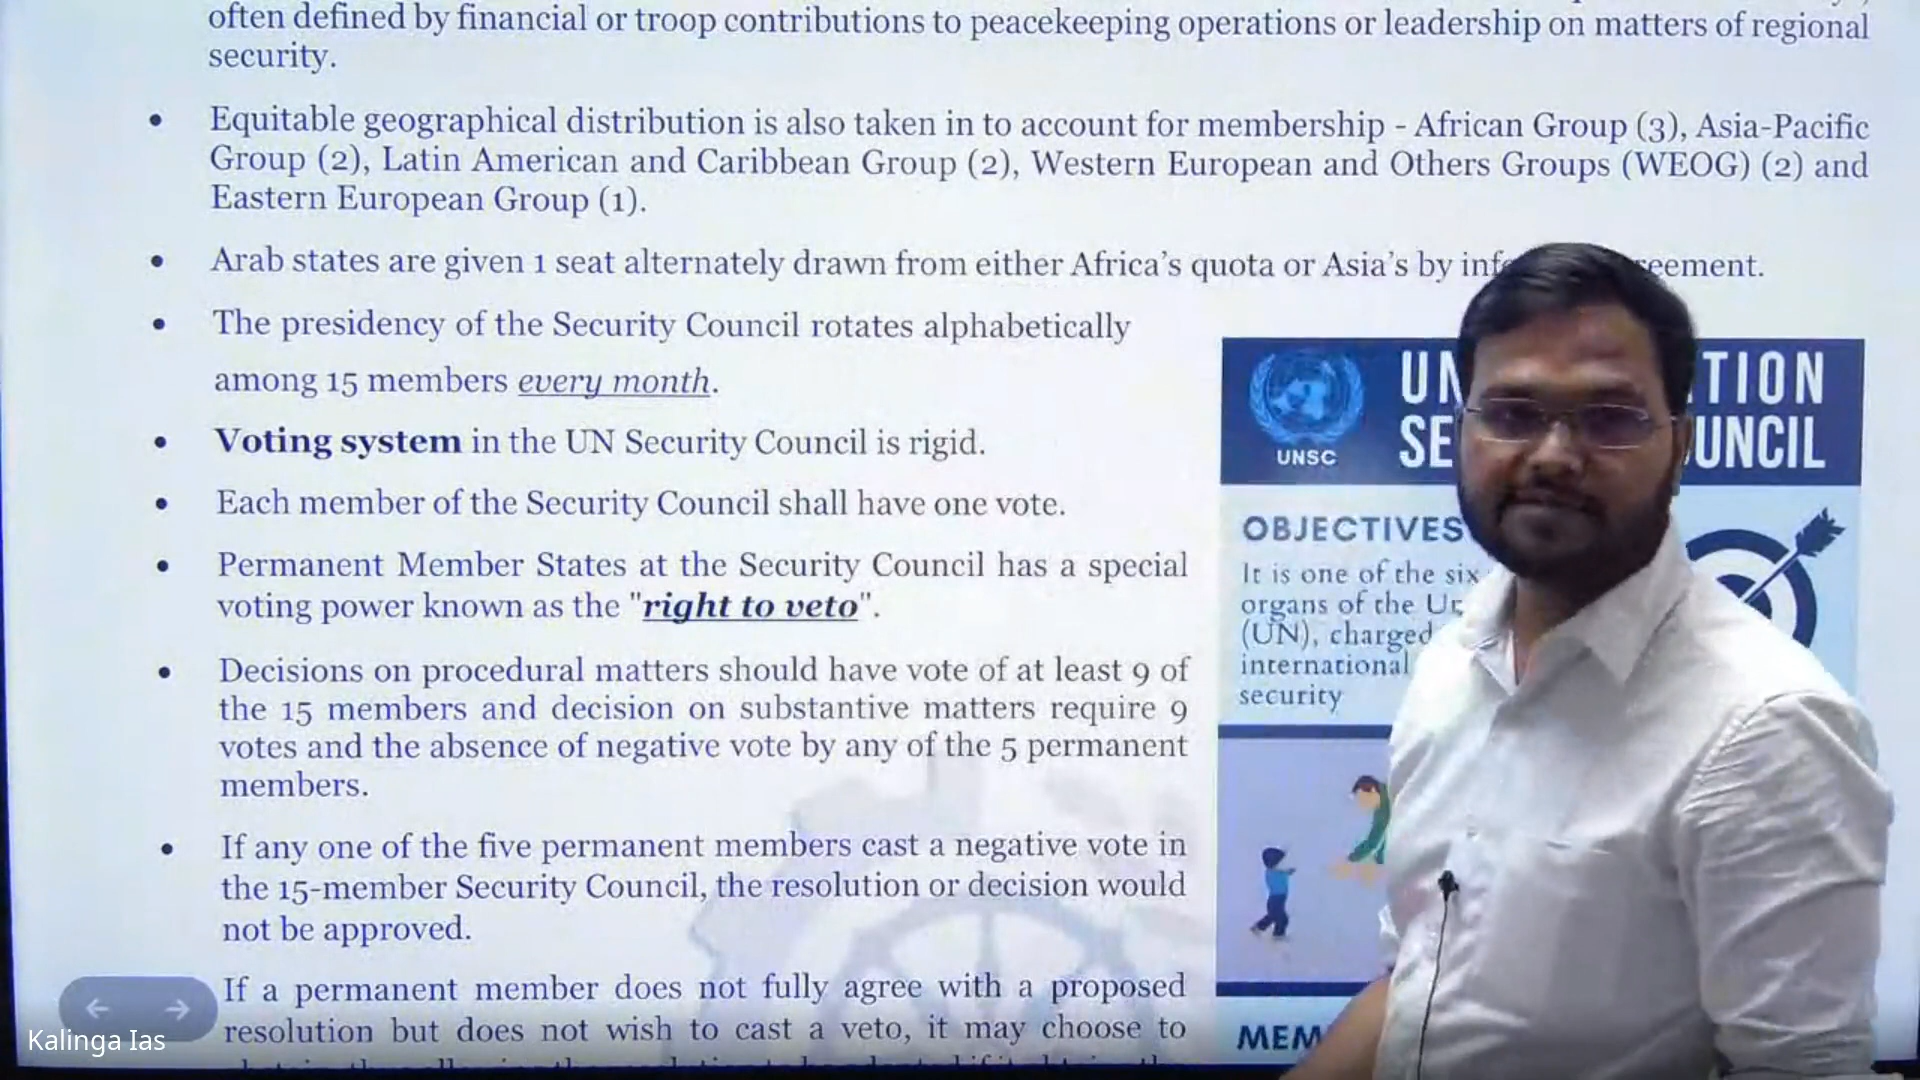 often defined by financial or troop contributions to peacekeeping operations or leadership on matters of regional
security.
• Equitable geographical distribution is also taken in to account for membership - African Group (3), Asia-Pacific
Group (2), Latin American and Caribbean Group (2), Western European and Others Groups (WEOG) (2) and
Eastern European Group (1).
• Arab states are given 1 seat alternately drawn from either Africa’s quota or Asia’s by inf reement.
• The presidency of the Security Council rotates alphabetically
among 15 members every month.
• Voting system in the UN Security Council is rigid.
• Each member of the Security Council shall have one vote.
• Permanent Member States at the Security Council has a special
voting power known as the "right to veto".
• Decisions on procedural matters should have vote of at least 9 of
the 15 members and decision on substantive matters require 9
votes and the absence of negative vote by any of the 5 permanent
members.
• If any one of the five permanent members cast a negative vote in
the 15-member Security Council, the resolution or decision would
not be approved.
If a permanent member does not fully agree with a proposed
resolution but does not wish to cast a veto, it may choose to
UN TION
SE UNCIL
UNSC
OBJECTIVES
It is one of the six
organs of the
(UN), charged
international
security
MEM
Kalinga Ias